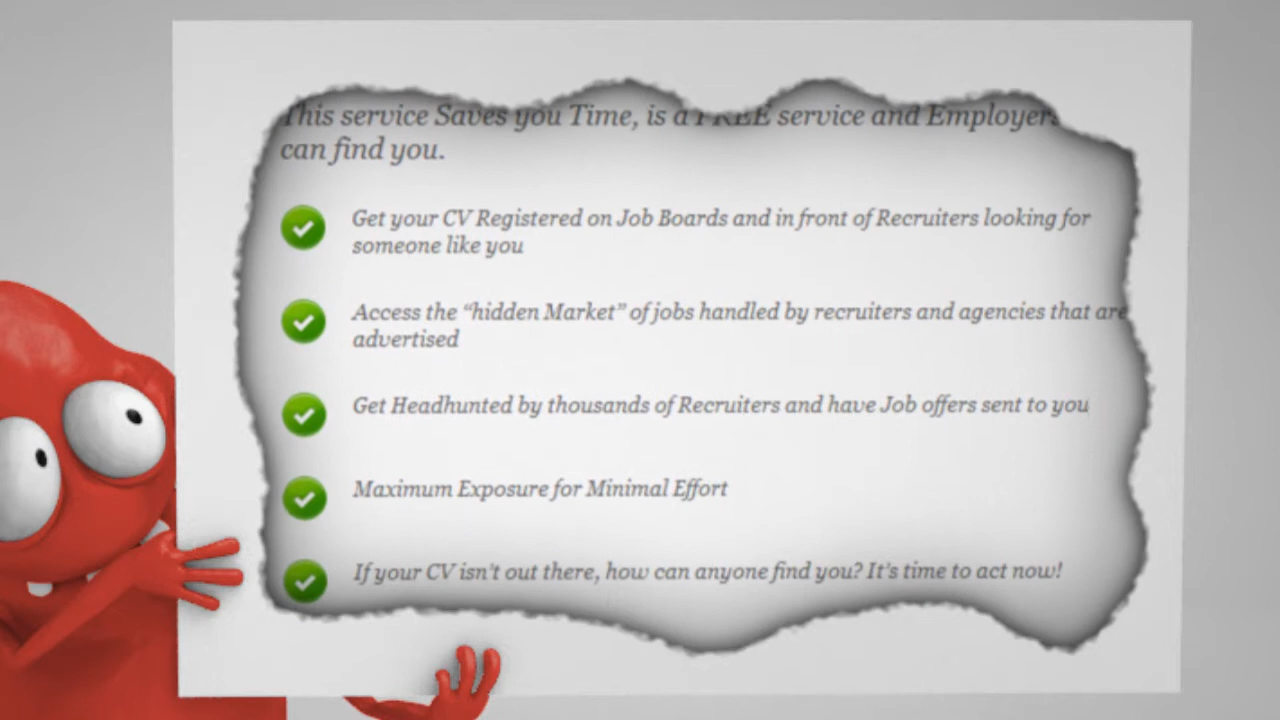 This service Saves you Time, is a FREE service and Employers
can find you.
Get your CV Registered on Job Boards and in front of Recruiters looking for
someone like you
Access the “hidden Market” of jobs handled by recruiters and agencies that are
advertised
Get Headhunted by thousands of Recruiters and have Job offers sent to you
Maximum Exposure for Minimal Effort
If your CV isn't out there, how can anyone find you? It's time to act now!